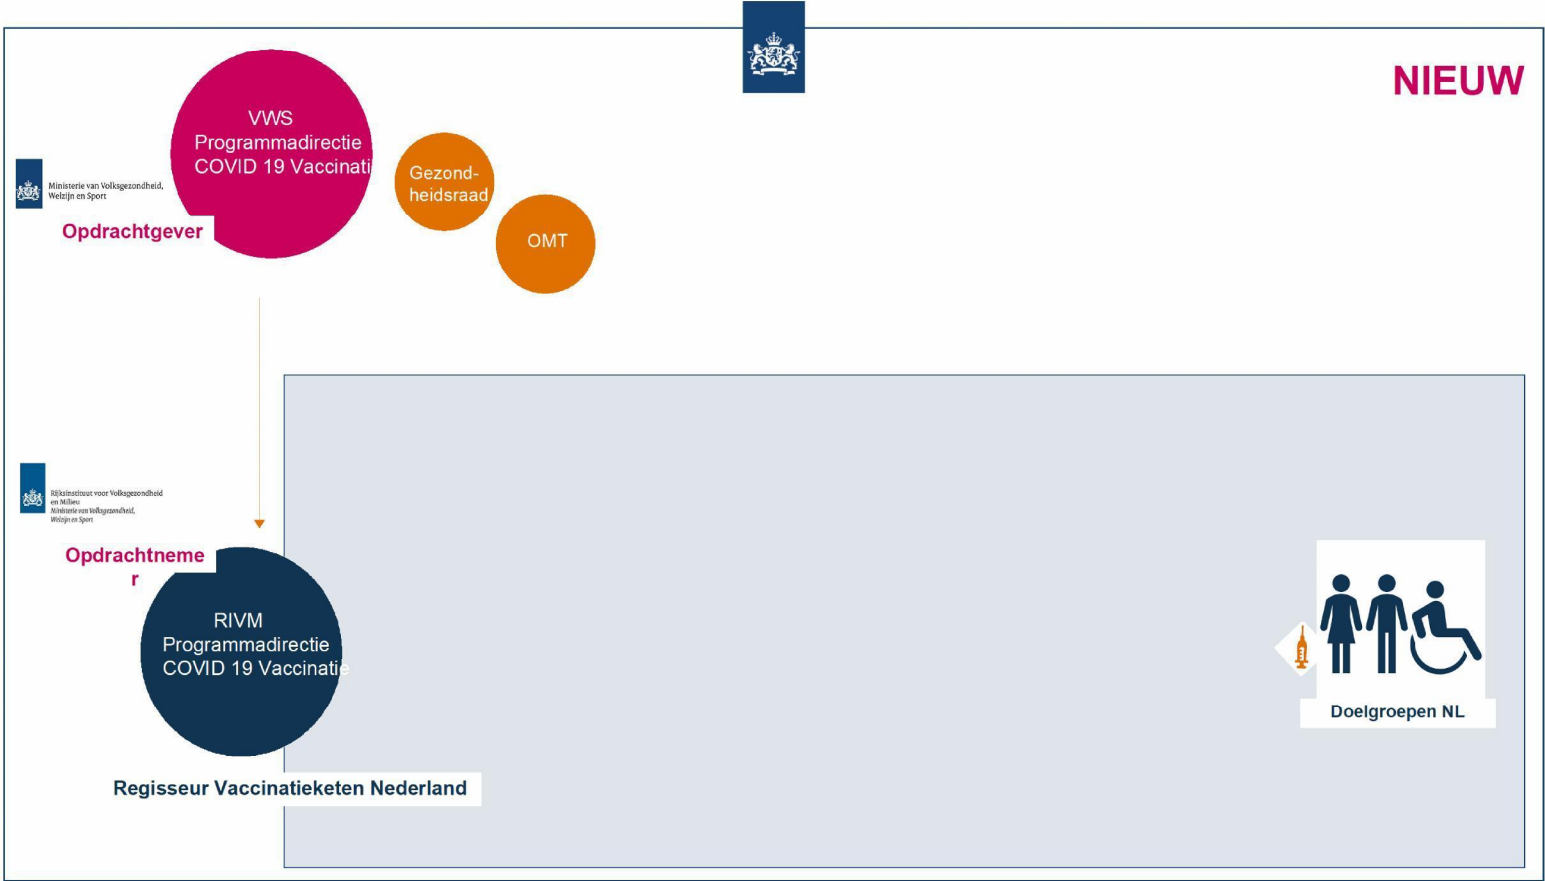 NIEUW
VWS
Programmadirectie
COVID 19 Vaccinati
Gezond-
heidsraad
OMT
Ministerie van Volksgezondheid,
Welzijn en Sport
Opdrachtgever
Rijksinstituut voor Volksgezondheid
en Milieu
Ministerie van Volksgezondheid,
Welzijn en Sport
Opdrachtneme
r
RIVM
Programmadirectie
COVID 19 Vaccinatie
Doelgroepen NL
Regisseur Vaccinatieketen Nederland